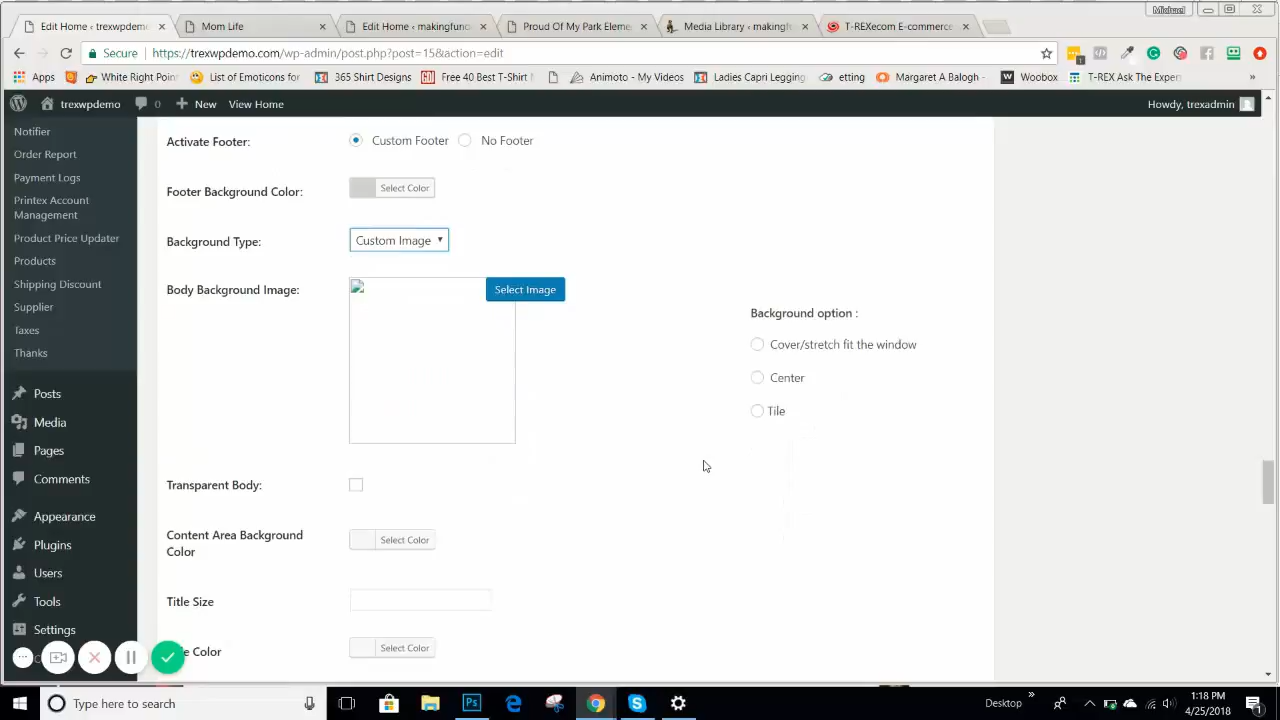 Michael
Edit Home - trexwpdemo
Mom Life
Edit Home - makingfun
Proud Of My Park Elemen
Media Library - makingf
T-REXecom E-commerce
Secure
https://trexwpdemo.com/wp-admin/post.php?post=15&action=edit
Apps
White Right Poin
List of Emoticons for
365 Shirt Designs
Free 40 Best T-Shirt
Animoto - My Videos
Ladies Capri Legging
etting
Margaret A Balogh -
Woobox
T-REX Ask The Exper
»
trexwpdemo
0
New
View Home
Howdy, trexadmin
Notifier
Order Report
Payment Logs
Printex Account
Management
Product Price Updater
Products
Shipping Discount
Supplier
Taxes
Thanks
Posts
Media
Pages
Comments
Appearance
Plugins
Users
Tools
Settings
Activate Footer:
Custom Footer
No Footer
Footer Background Color:
Select Color
Background Type:
Custom Image
Body Background Image:
Select Image
Background option :
Cover/stretch fit the window
Center
Tile
Transparent Body:
Content Area Background
Color
Select Color
Title Size
Color
Select Color
Type here to search
Ps
Desktop
»
1:18 PM
4/25/2018